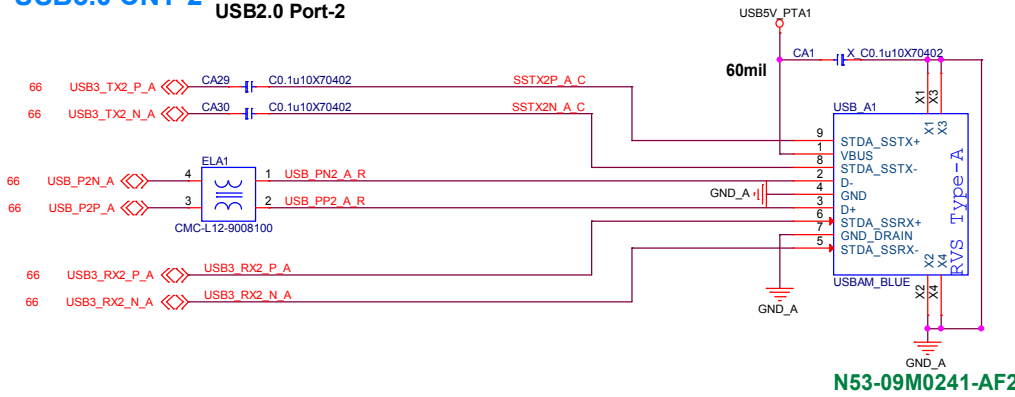 USB2.0 Port-2
USB5V_PTA1
CA1
X_C0.1u10X70402
60mil
66
USB3_TX2_P_A
CA29
C0.1u10X70402
SSTX2P_A_C
66
USB3_TX2_N_A
CA30
C0.1u10X70402
SSTX2N_A_C
X1
X3
USB_A1
X1
X3
9
STDA_SSTX+
1
VBUS
8
STDA_SSTX-
2
D-
4
GND
3
D+
6
STDA_SSRX+
7
GND_DRAIN
5
STDA_SSRX-
RVS Type-A
ELA1
66
USB_P2N_A
4
1
USB_PN2_A_R
GND_A
66
USB_P2P_A
3
2
USB_PP2_A_R
CMC-L12-9008100
66
USB3_RX2_P_A
USB3_RX2_P_A
66
USB3_RX2_N_A
USB3_RX2_N_A
X2
X4
USBAM_BLUE
X2
X4
GND_A
GND_A
N53-09M0241-AF2